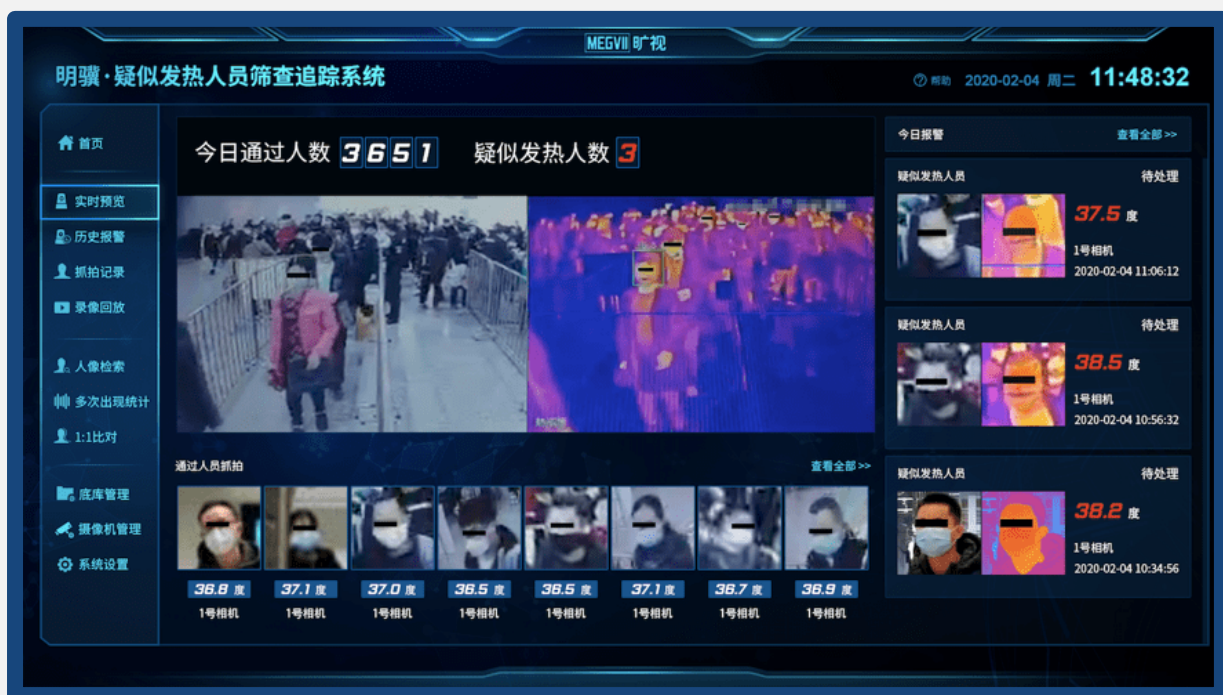 MEGVII 旷视
明骥·疑似发热人员筛查追踪系统
帮助 2020-02-04 周二 11:48:32
首页
实时预览
历史报警
抓拍记录
录像回放
人像检索
多次出现统计
1:1比对
底库管理
摄像机管理
系统设置
今日通过人数 3651 疑似发热人数 3
通过人员抓拍 查看全部>>
36.8 度 37.1 度 37.0 度 36.5 度 36.5 度 37.1 度 36.7 度 36.9 度
1号相机 1号相机 1号相机 1号相机 1号相机 1号相机 1号相机 1号相机
今日报警 查看全部>>
疑似发热人员 待处理
37.5 度
1号相机
2020-02-04 11:06:12
疑似发热人员 待处理
38.5 度
1号相机
2020-02-04 10:56:32
疑似发热人员 待处理
38.2 度
1号相机
2020-02-04 10:34:56